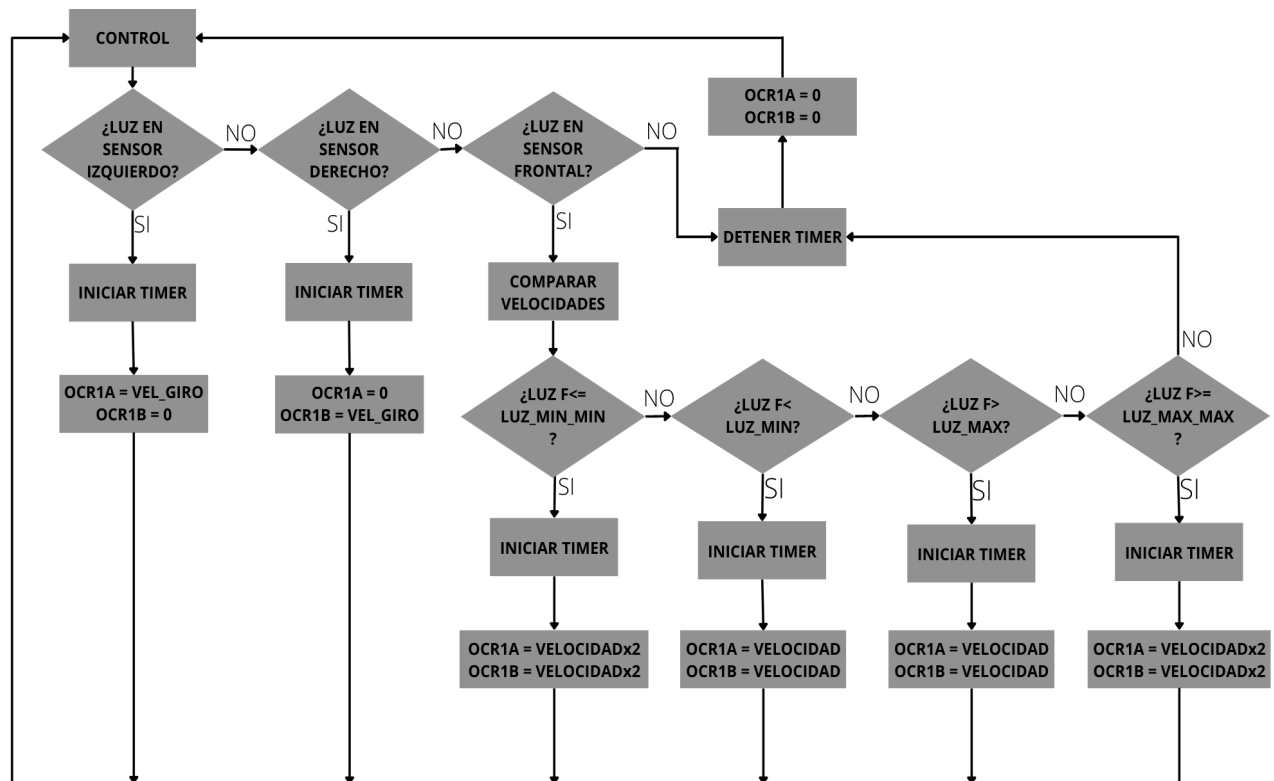 CONTROL
OCR1A = 0
OCR1B = 0
¿LUZ EN
SENSOR
IZQUIERDO?
NO
¿LUZ EN
SENSOR
DERECHO?
NO
¿LUZ EN
SENSOR
FRONTAL?
NO
SI
SI
SI
DETENER TIMER
INICIAR TIMER
INICIAR TIMER
COMPARAR
VELOCIDADES
OCR1A = VEL_GIRO
OCR1B = 0
OCR1A = 0
OCR1B = VEL_GIRO
¿LUZ F<=
LUZ_MIN_MIN
?
NO
¿LUZ F<
LUZ_MIN?
NO
¿LUZ F>
LUZ_MAX?
NO
¿LUZ F>=
LUZ_MAX_MAX
?
NO
SI
SI
SI
SI
INICIAR TIMER
INICIAR TIMER
INICIAR TIMER
INICIAR TIMER
OCR1A = VELOCIDADx2
OCR1B = VELOCIDADx2
OCR1A = VELOCIDAD
OCR1B = VELOCIDAD
OCR1A = VELOCIDAD
OCR1B = VELOCIDAD
OCR1A = VELOCIDADx2
OCR1B = VELOCIDADx2